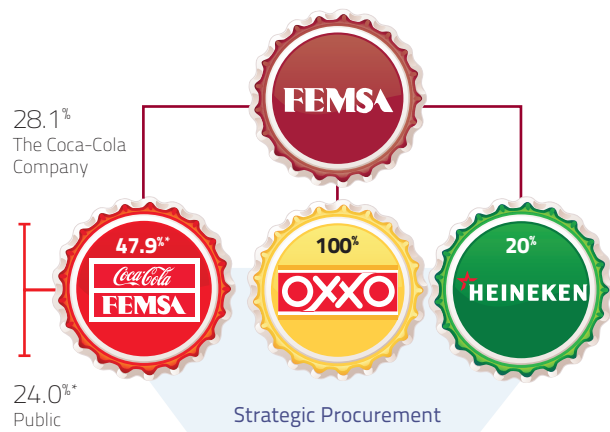 FEMSA
28.1%
The Coca-Cola
Company
47.9%*
Coca-Cola
FEMSA
100%
OXXO
20%
HEINEKEN
24.0%*
Public
Strategic Procurement